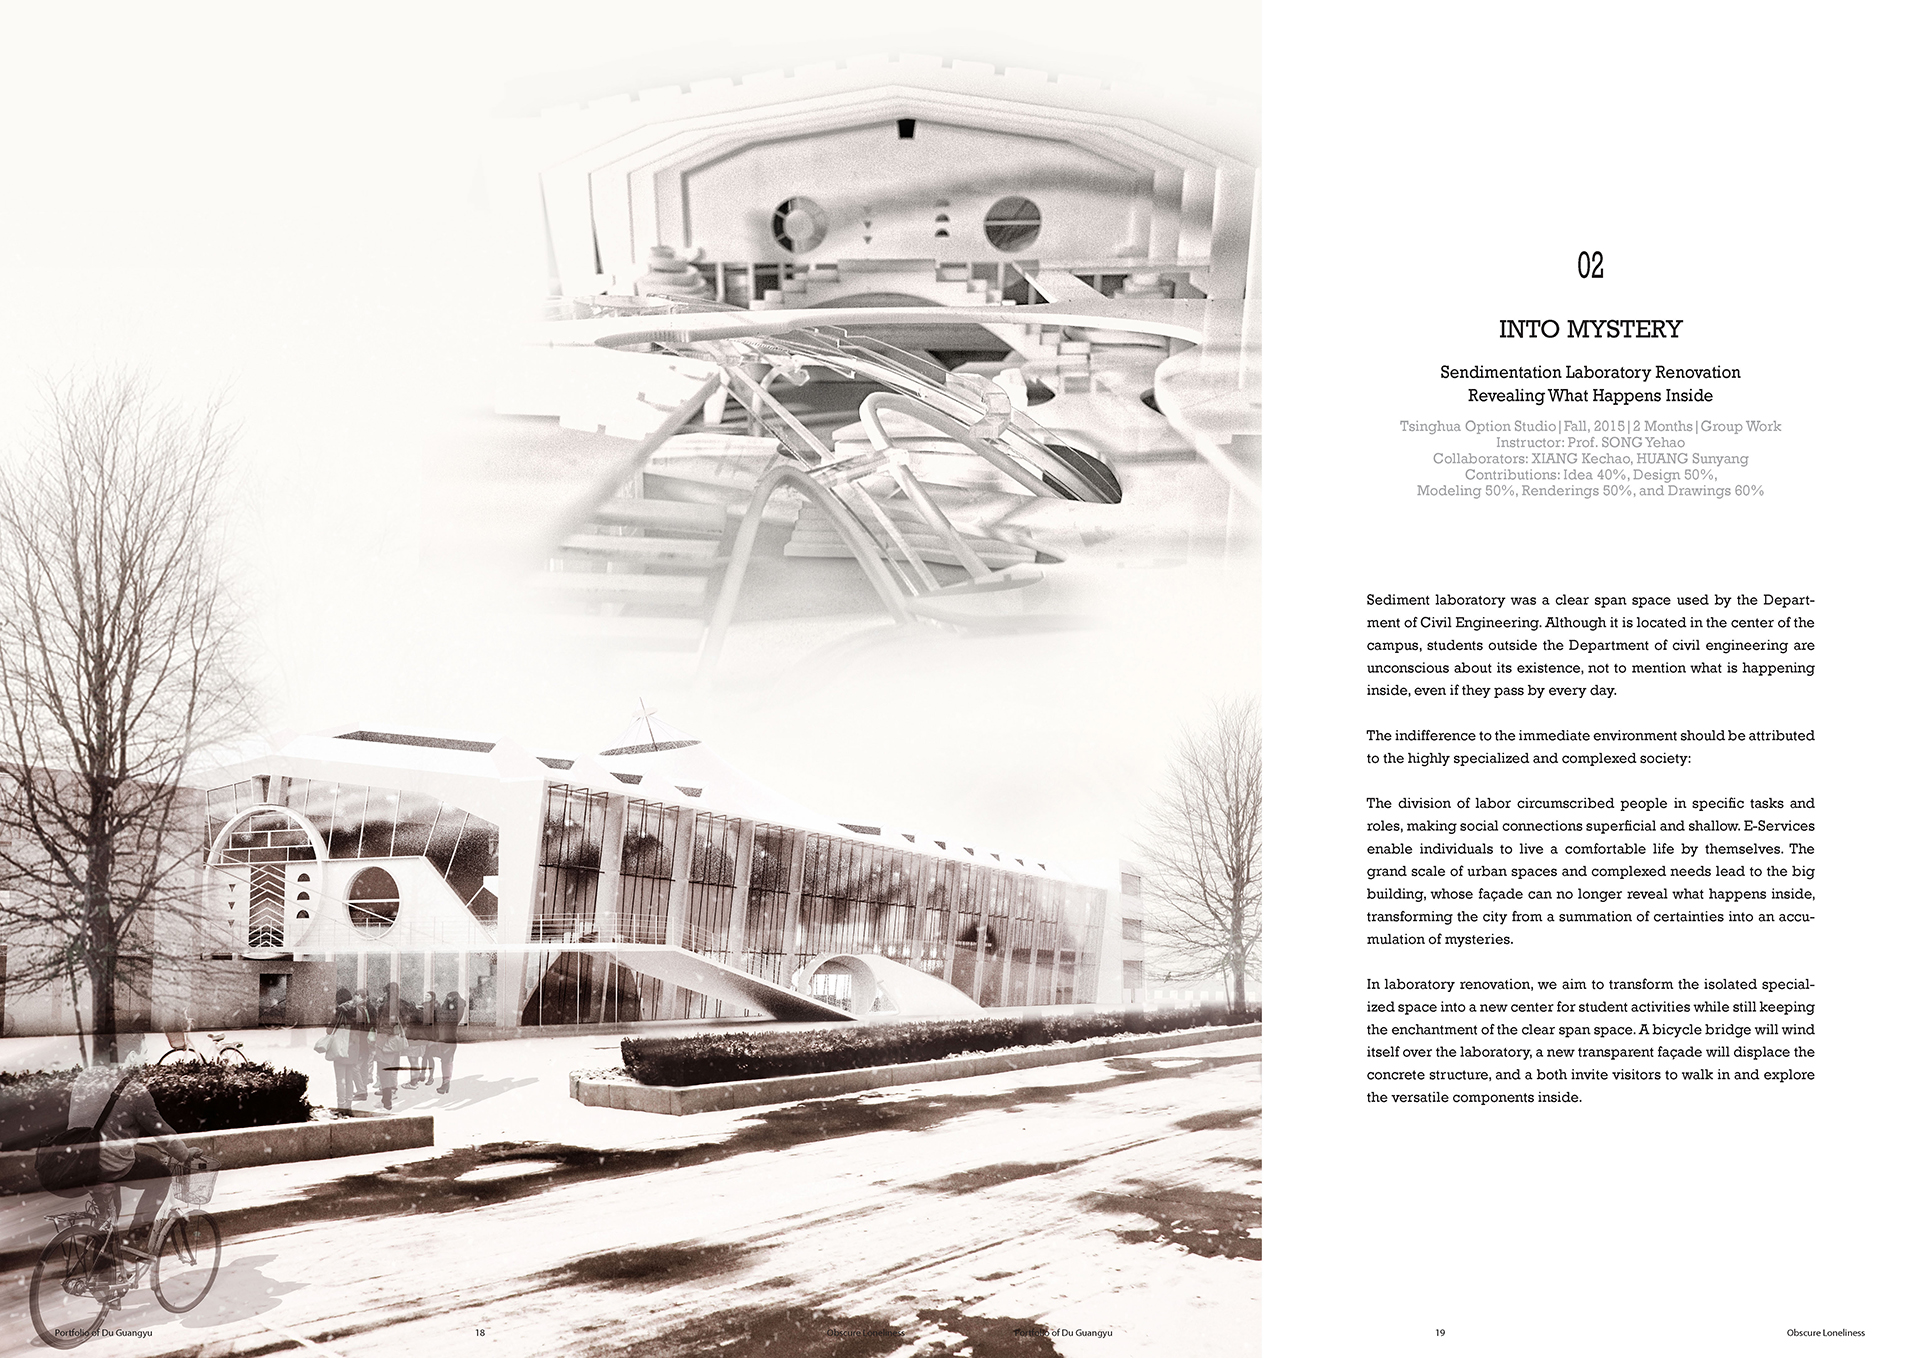 02
INTO MYSTERY
Sendimentation Laboratory Renovation
Revealing What Happens Inside
Tsinghua Option Studio|Fall, 2015|2 Months|Group Work
Instructor: Prof. SONG Yehao
Collaborators: XIANG Kechao, HUANG Sunyang
Contributions: Idea 40%, Design 50%,
Modeling 50%, Renderings 50%, and Drawings 60%
Sediment laboratory was a clear span space used by the Depart-
ment of Civil Engineering. Although it is located in the center of the
campus, students outside the Department of civil engineering are
unconscious about its existence, not to mention what is happening
inside, even if they pass by every day.
The indifference to the immediate environment should be attributed
to the highly specialized and complexed society:
The division of labor circumscribed people in specific tasks and
roles, making social connections superficial and shallow. E-Services
enable individuals to live a comfortable life by themselves. The
grand scale of urban spaces and complexed needs lead to the big
building, whose façade can no longer reveal what happens inside,
transforming the city from a summation of certainties into an accu-
mulation of mysteries.
In laboratory renovation, we aim to transform the isolated special-
ized space into a new center for student activities while still keeping
the enchantment of the clear span space. A bicycle bridge will wind
itself over the laboratory, a new transparent façade will displace the
concrete structure, and a both invite visitors to walk in and explore
the versatile components inside.
Portfolio of Du Guangyu
18
Obscure Loneliness
Portfolio of Du Guangyu
19
Obscure Loneliness